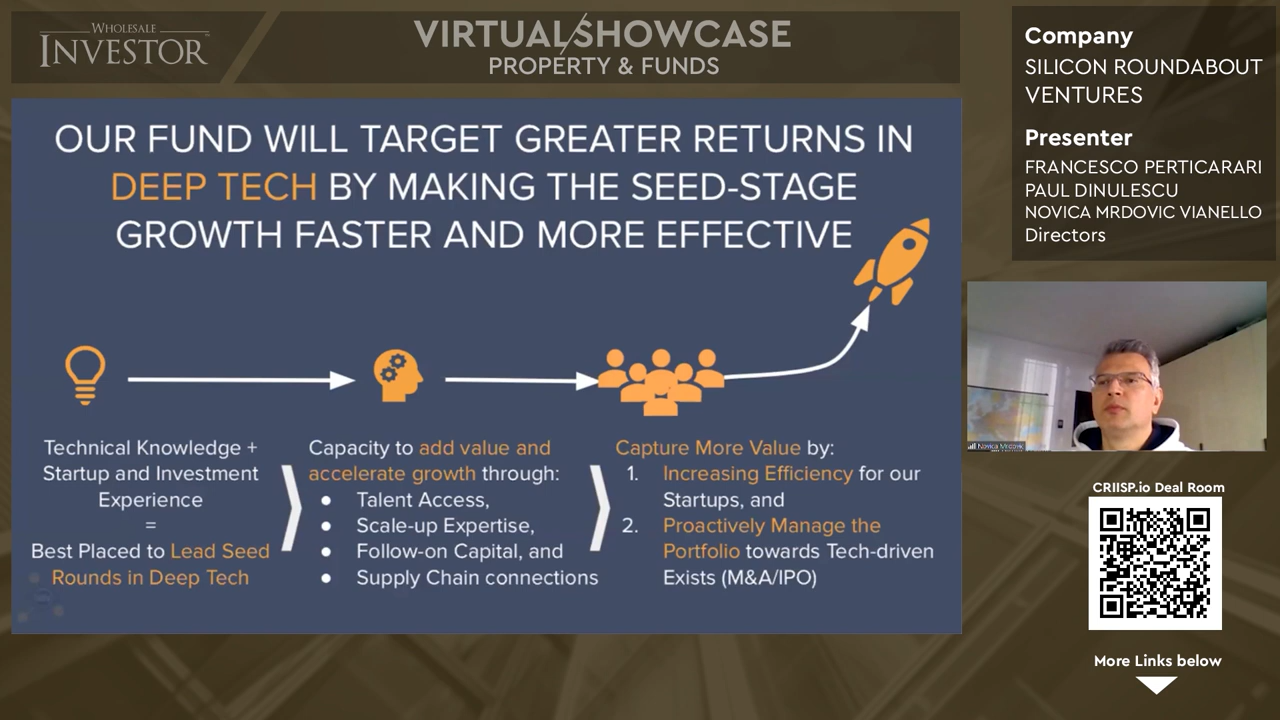 WHOLESALE
INVESTOR
VIRTUAL/SHOWCASE
PROPERTY & FUNDS
Company
SILICON ROUNDABOUT
VENTURES
Presenter
FRANCESCO PERTICARARI
PAUL DINULESCU
NOVICA MRDOVIC VIANELLO
Directors
OUR FUND WILL TARGET GREATER RETURNS IN
DEEP TECH BY MAKING THE SEED-STAGE
GROWTH FASTER AND MORE EFFECTIVE
Technical Knowledge +
Startup and Investment
Experience
=
Best Placed to Lead Seed
Rounds in Deep Tech
Capacity to add value and
accelerate growth through:
● Talent Access,
● Scale-up Expertise,
● Follow-on Capital, and
● Supply Chain connections
Capture More Value by:
1. Increasing Efficiency for our
Startups, and
2. Proactively Manage the
Portfolio towards Tech-driven
Exists (M&A/IPO)
Novica Mrdovic
CRIISP.io Deal Room
More Links below